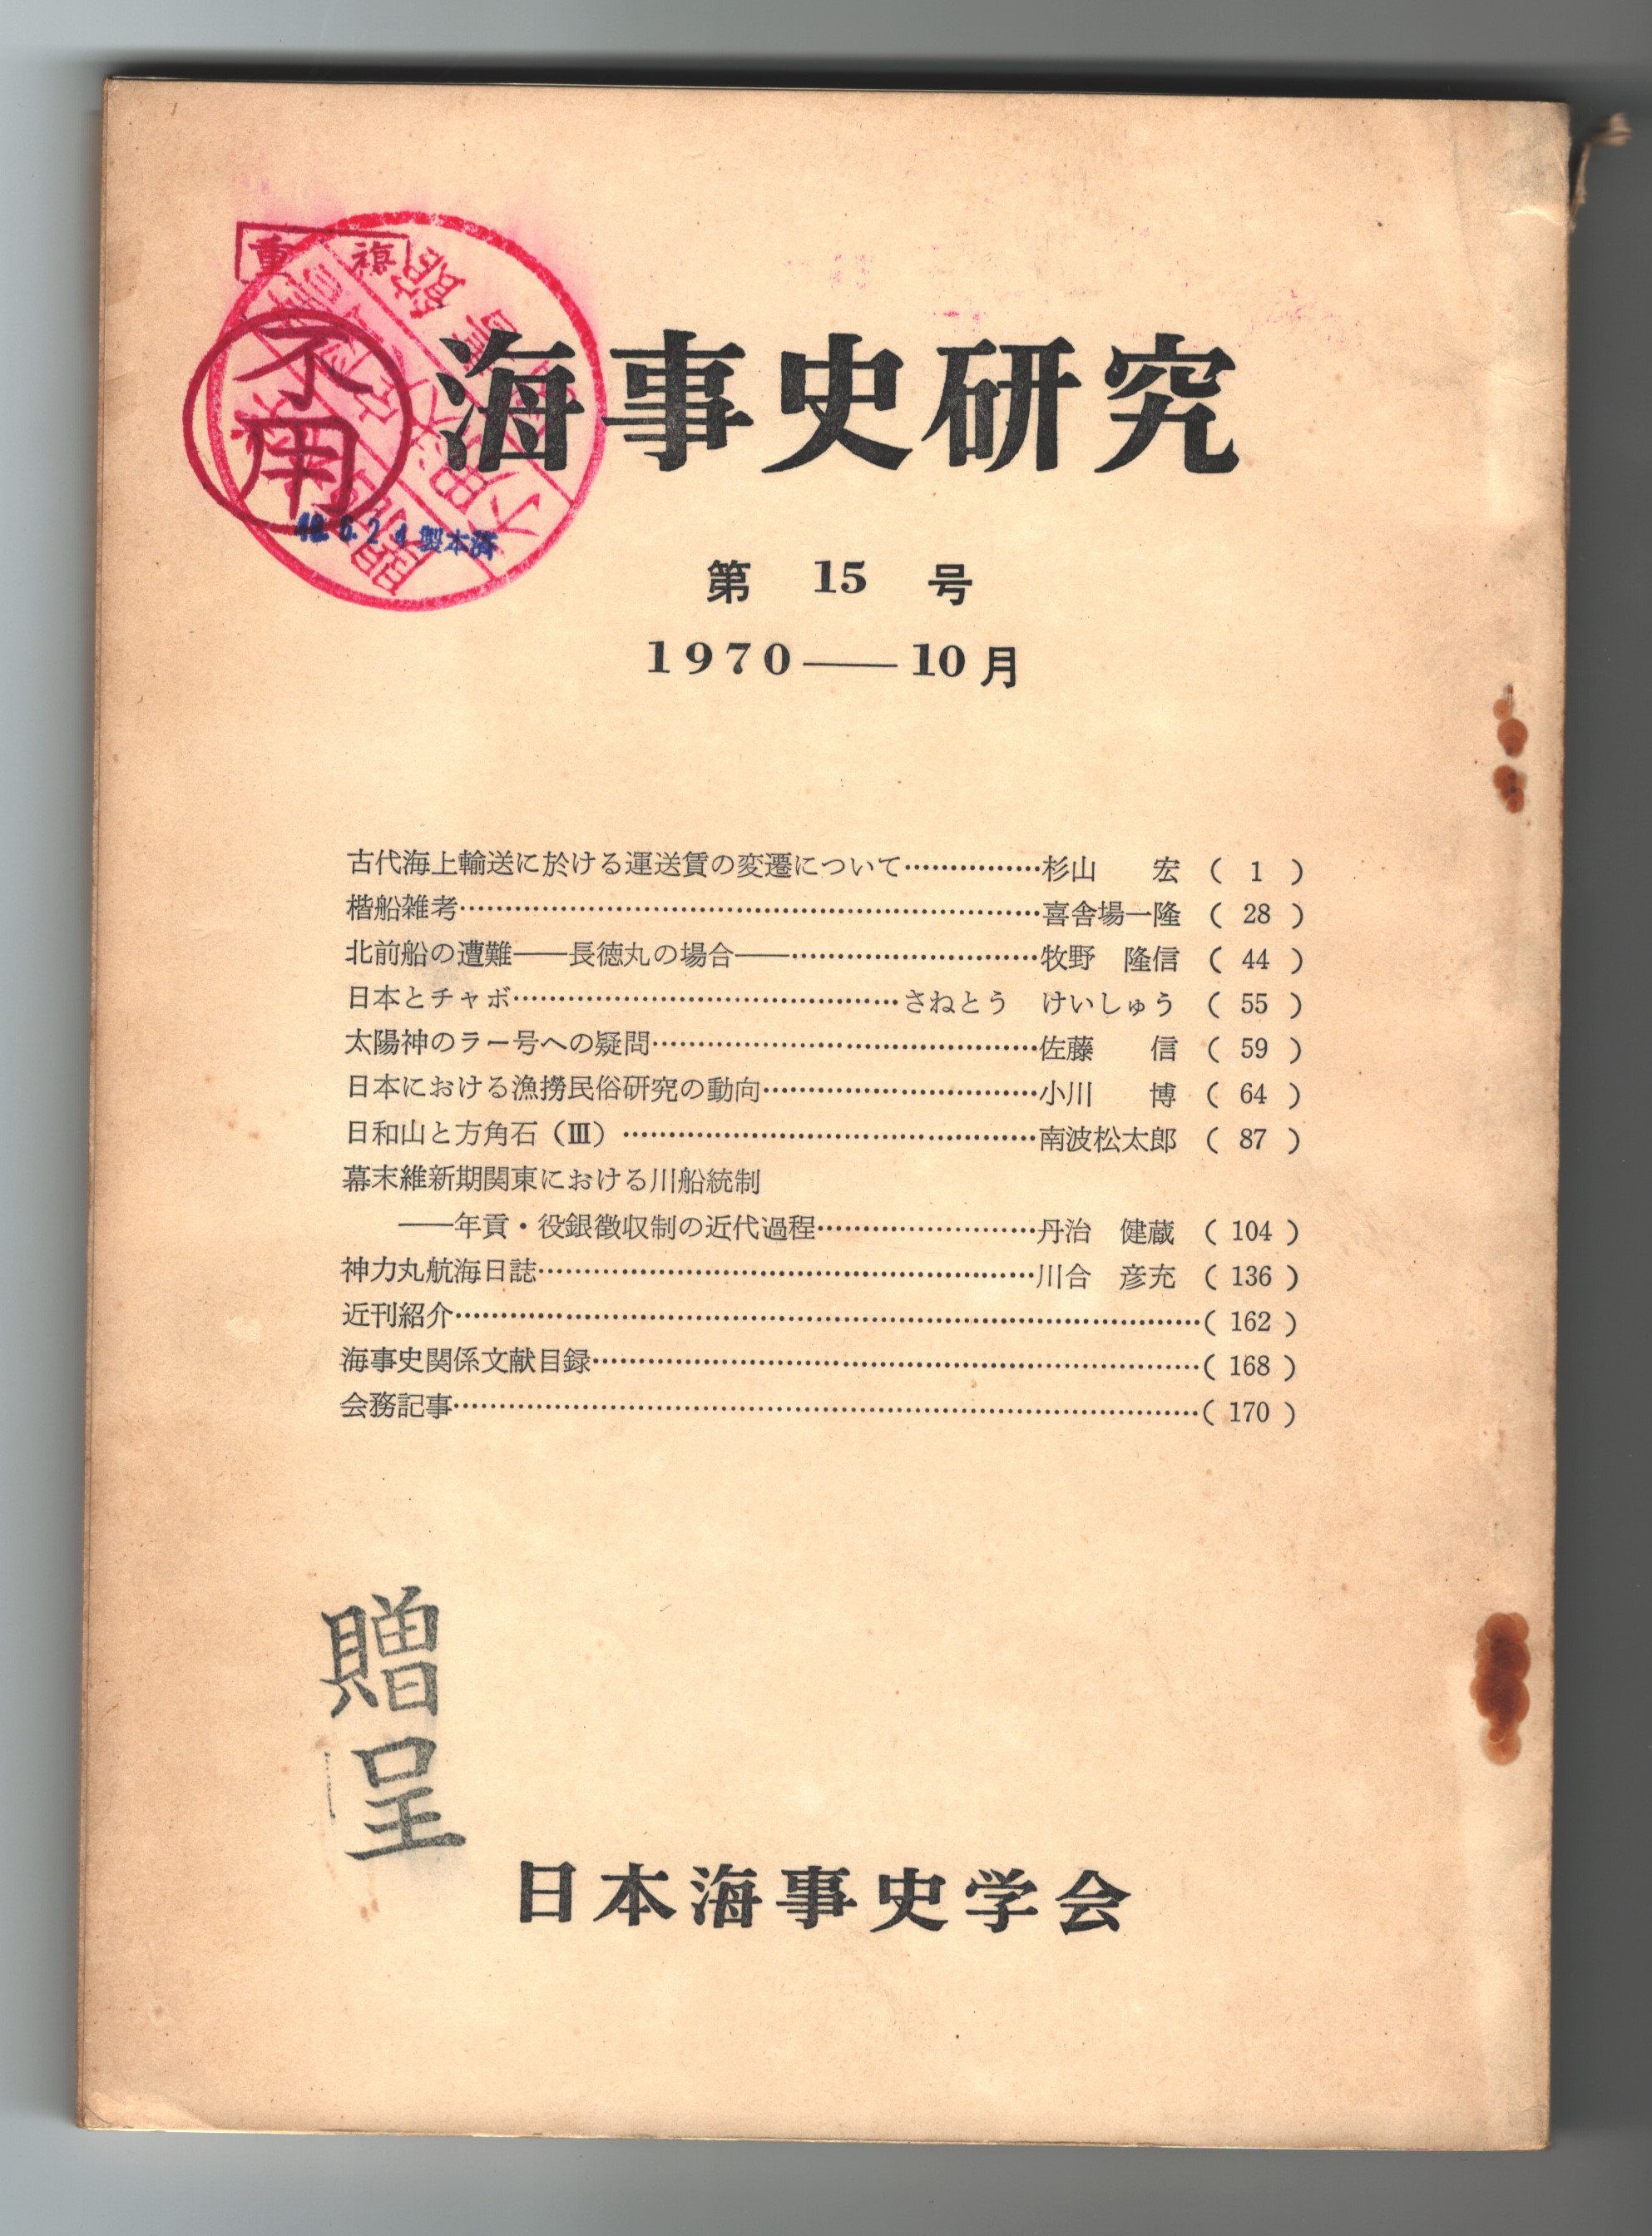 重複
不用
製本済
海事史研究
第 15 号
1970——10月
古代海上輸送に於ける運送賃の変遷について……………杉山 宏 ( 1 )
楷船雑考……………………………………………………喜舎場一隆 ( 28 )
北前船の遭難——長徳丸の場合——………………………牧野 隆信 ( 44 )
日本とチャボ……………………………………さねとう けいしゅう ( 55 )
太陽神のラー号への疑問……………………………………佐藤 信 ( 59 )
日本における漁撈民俗研究の動向…………………………小川 博 ( 64 )
日和山と方角石（Ⅲ）………………………………………南波松太郎 ( 87 )
幕末維新期関東における川船統制
——年貢・役銀徴収制の近代過程……………………丹治 健蔵 ( 104 )
神力丸航海日誌………………………………………………川合 彦充 ( 136 )
近刊紹介………………………………………………………………………( 162 )
海事史関係文献目録…………………………………………………………( 168 )
会務記事………………………………………………………………………( 170 )
贈呈
日本海事史学会